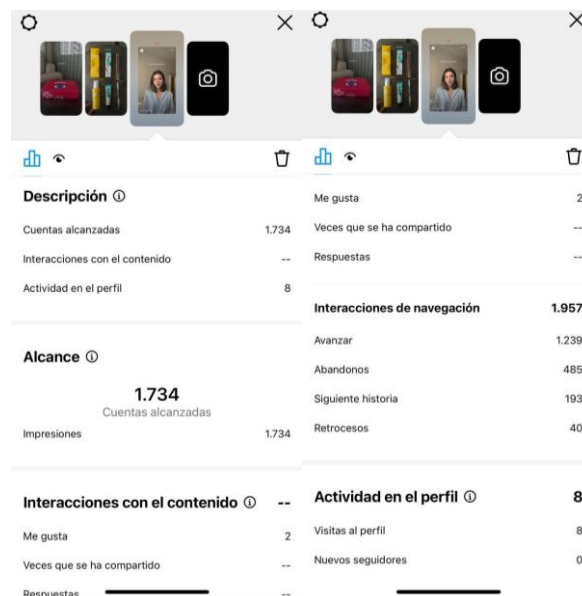 Descripción
Cuentas alcanzadas 1.734
Interacciones con el contenido --
Actividad en el perfil 8
Alcance
1.734
Cuentas alcanzadas
Impresiones 1.734
Interacciones con el contenido --
Me gusta 2
Veces que se ha compartido --
Respuestas --
Me gusta 2
Veces que se ha compartido --
Respuestas --
Interacciones de navegación 1.957
Avanzar 1.239
Abandonos 485
Siguiente historia 193
Retrocesos 40
Actividad en el perfil 8
Visitas al perfil 8
Nuevos seguidores 0